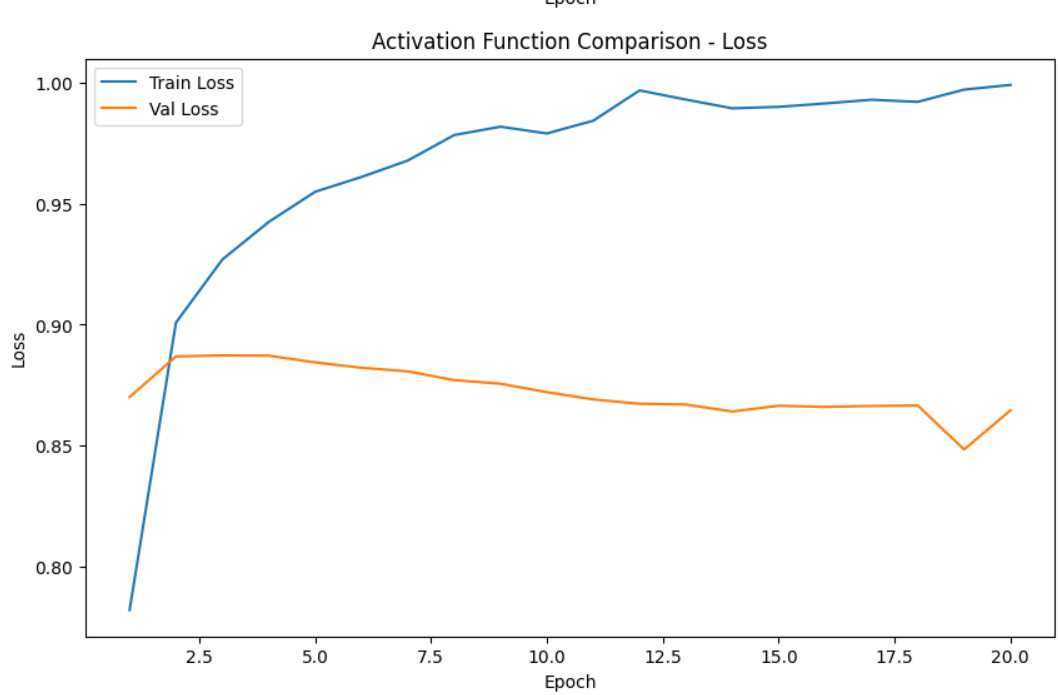 Epoch
Activation Function Comparison - Loss
Train Loss
Val Loss
1.00
0.95
0.90
0.85
0.80
Loss
2.5 5.0 7.5 10.0 12.5 15.0 17.5 20.0
Epoch